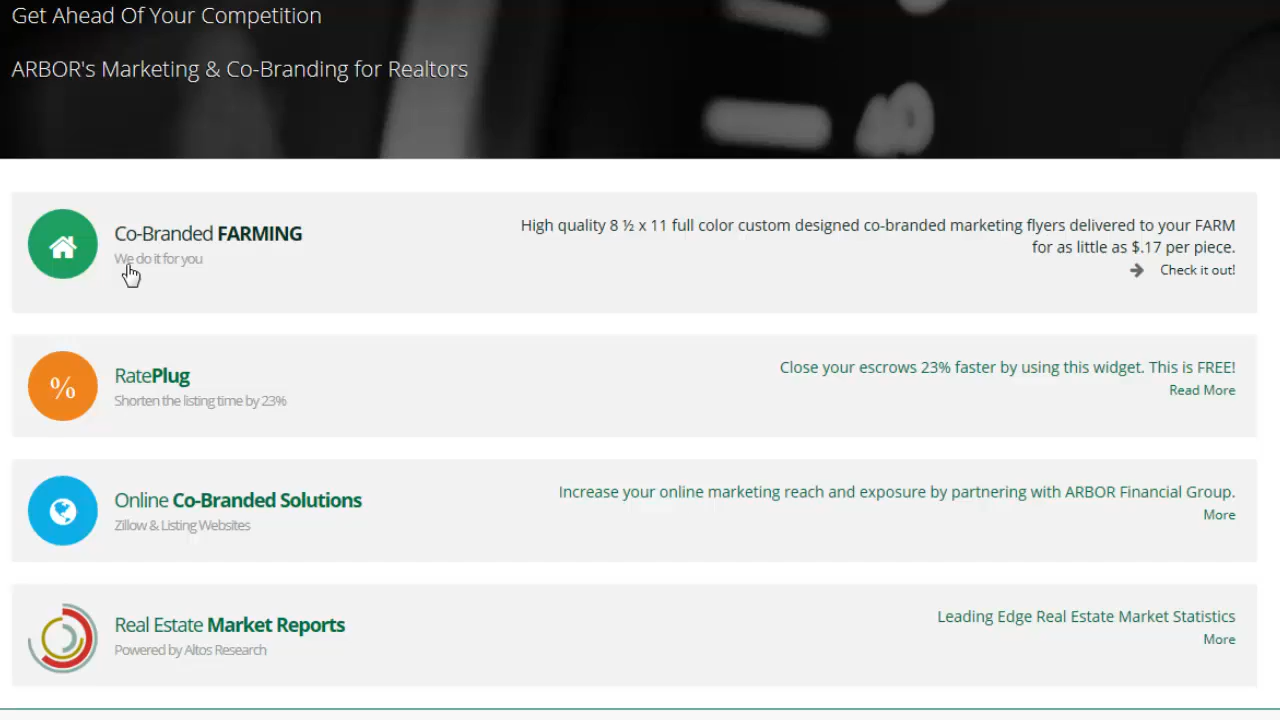 Get Ahead Of Your Competition
ARBOR's Marketing & Co-Branding for Realtors
Co-Branded FARMING
We do it for you
High quality 8 ½ x 11 full color custom designed co-branded marketing flyers delivered to your FARM
for as little as $.17 per piece.
Check it out!
RatePlug
Shorten the listing time by 23%
Close your escrows 23% faster by using this widget. This is FREE!
Read More
Online Co-Branded Solutions
Zillow & Listing Websites
Increase your online marketing reach and exposure by partnering with ARBOR Financial Group.
More
Real Estate Market Reports
Powered by Altos Research
Leading Edge Real Estate Market Statistics
More